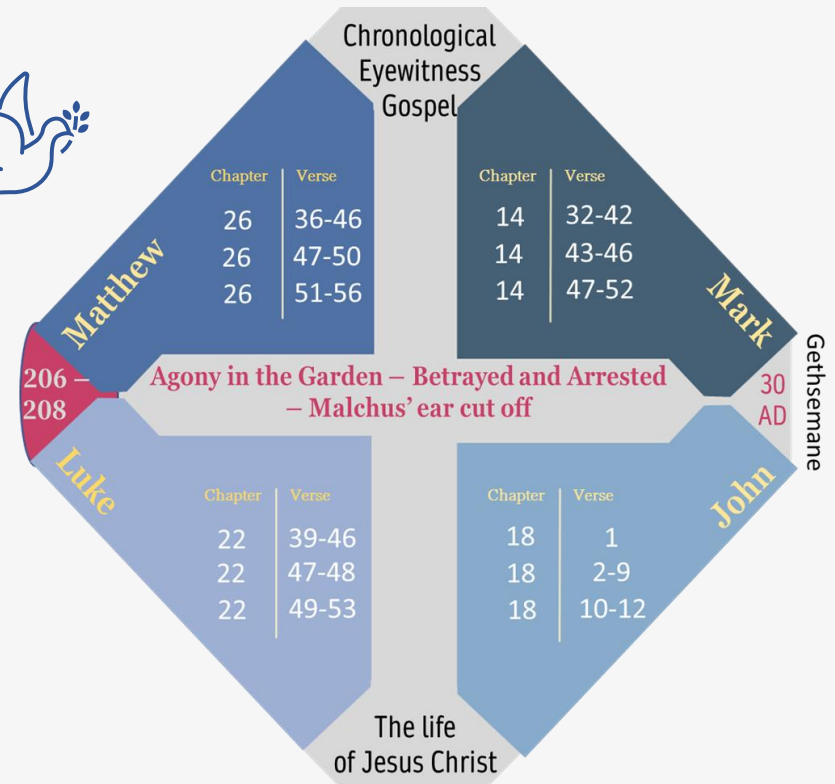 Chronological
Eyewitness
Gospel
Matthew
Chapter Verse
26 36-46
26 47-50
26 51-56
Mark
Chapter Verse
14 32-42
14 43-46
14 47-52
206 –
208
Agony in the Garden – Betrayed and Arrested
– Malchus’ ear cut off
30
AD
Gethsemane
Luke
Chapter Verse
22 39-46
22 47-48
22 49-53
John
Chapter Verse
18 1
18 2-9
18 10-12
The life
of Jesus Christ